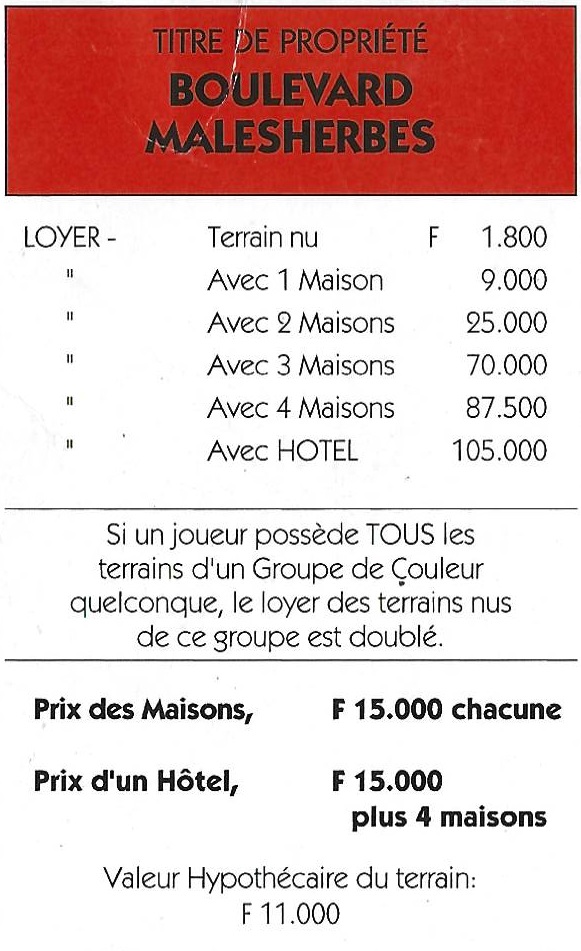 TITRE DE PROPRIÉTÉ
BOULEVARD
MALESHERBES
LOYER - Terrain nu F 1.800
" Avec 1 Maison 9.000
" Avec 2 Maisons 25.000
" Avec 3 Maisons 70.000
" Avec 4 Maisons 87.500
" Avec HOTEL 105.000
Si un joueur possède TOUS les
terrains d'un Groupe de Couleur
quelconque, le loyer des terrains nus
de ce groupe est doublé.
Prix des Maisons, F 15.000 chacune
Prix d'un Hôtel, F 15.000
plus 4 maisons
Valeur Hypothécaire du terrain:
F 11.000